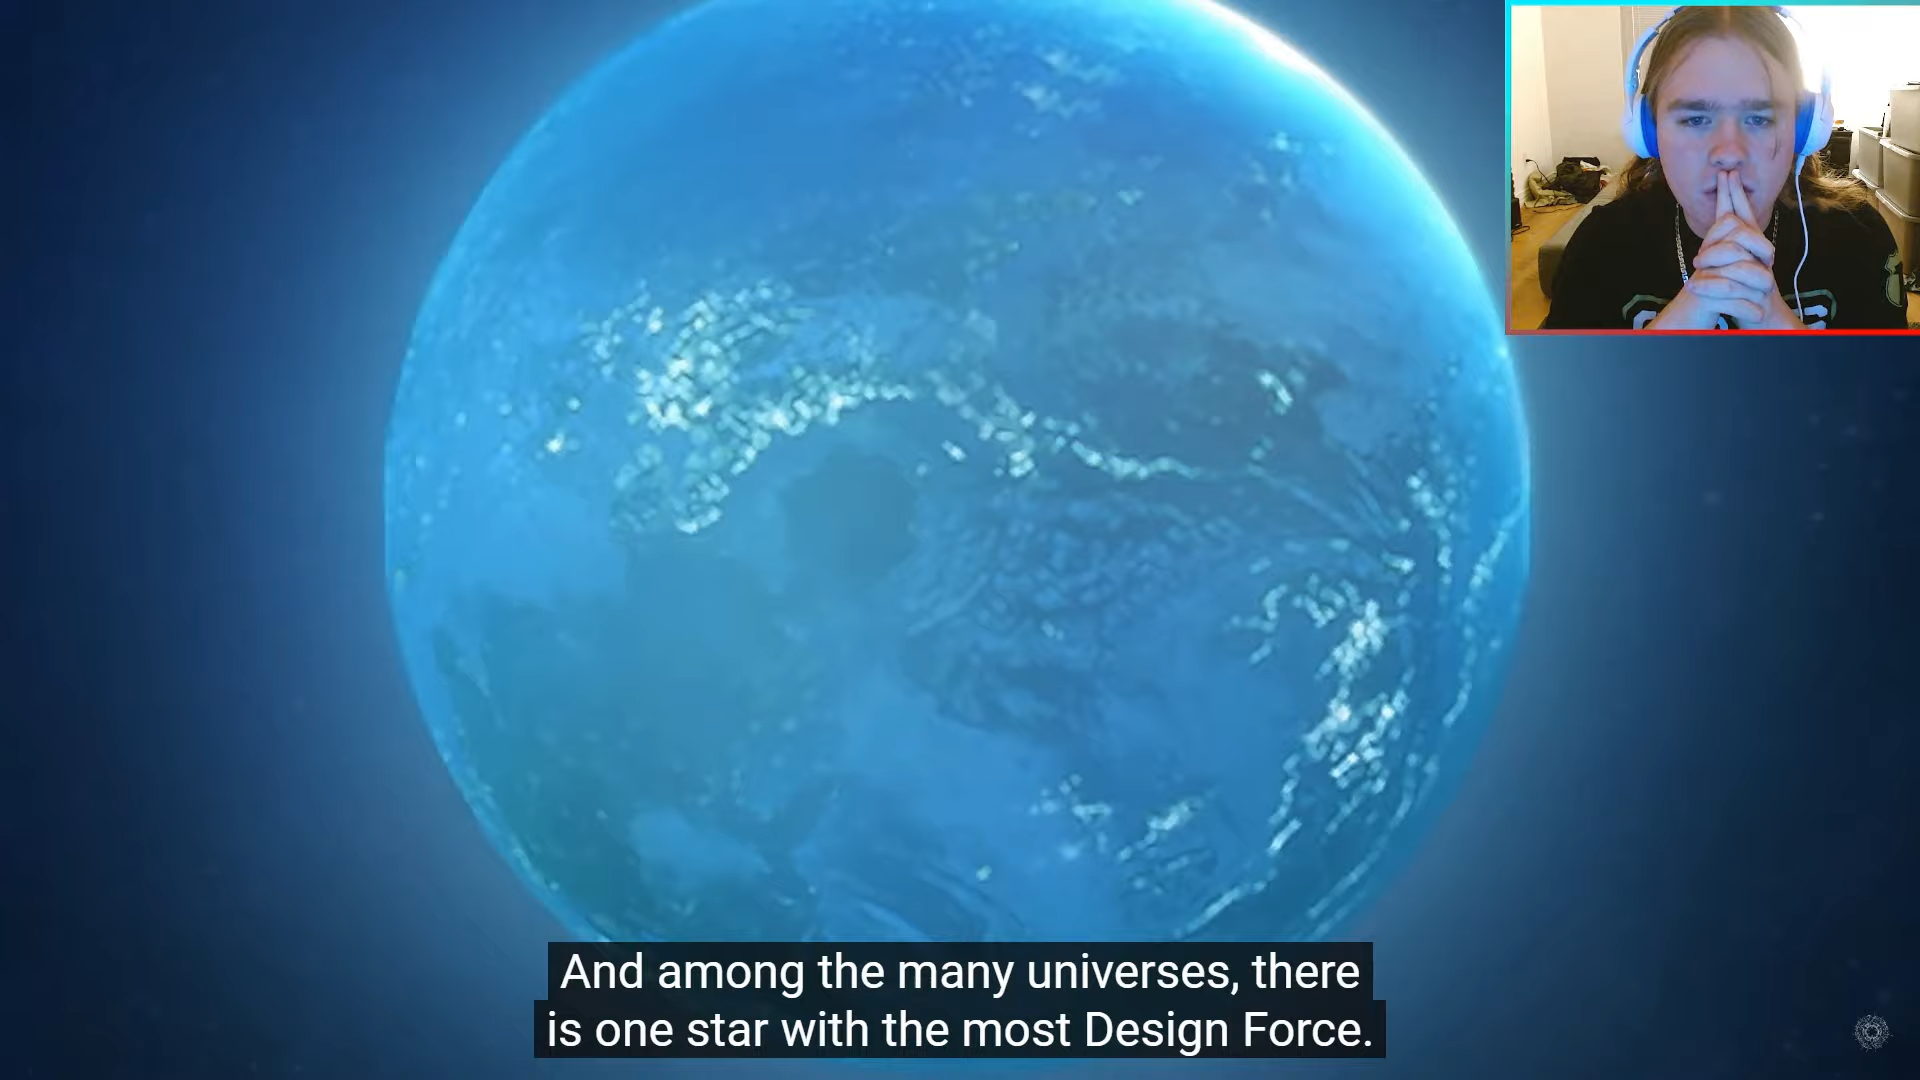 And among the many universes, there
is one star with the most Design Force.